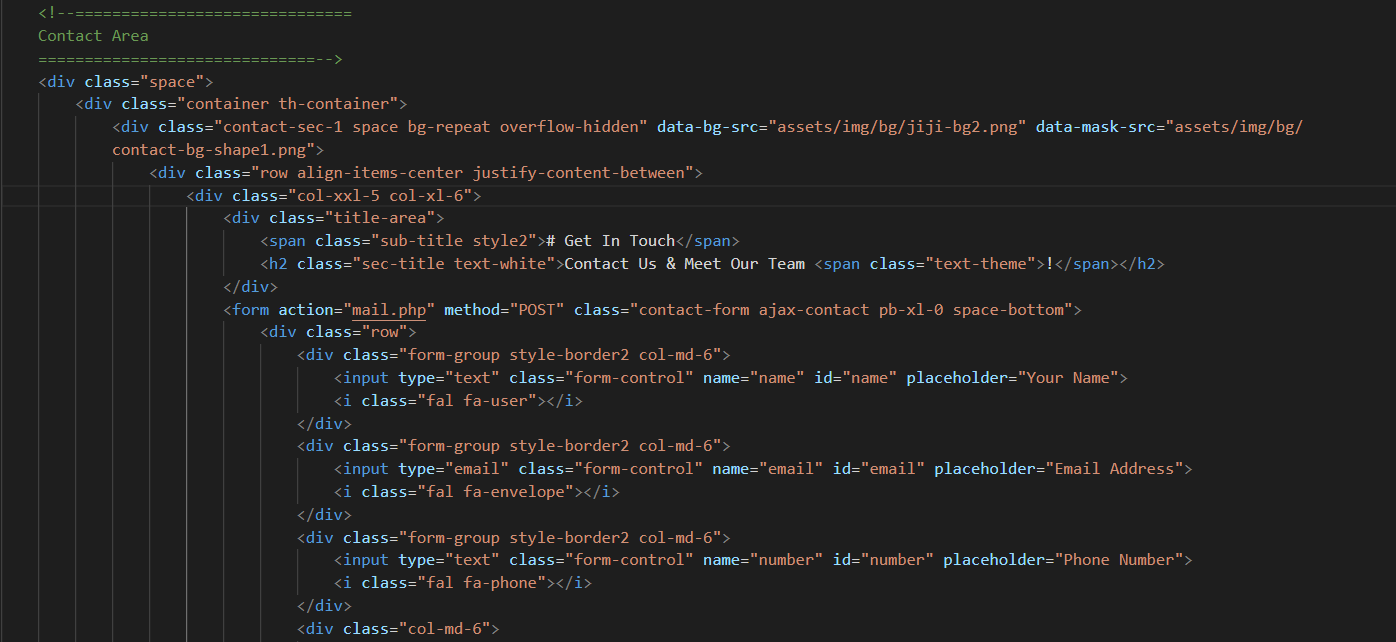 <!--==============================
Contact Area
==============================-->
<div class="space">
<div class="container th-container">
<div class="contact-sec-1 space bg-repeat overflow-hidden" data-bg-src="assets/img/bg/jiji-bg2.png" data-mask-src="assets/img/bg/
contact-bg-shape1.png">
<div class="row align-items-center justify-content-between">
<div class="col-xxl-5 col-xl-6">
<div class="title-area">
<span class="sub-title style2"># Get In Touch</span>
<h2 class="sec-title text-white">Contact Us & Meet Our Team <span class="text-theme">!</span></h2>
</div>
<form action="mail.php" method="POST" class="contact-form ajax-contact pb-xl-0 space-bottom">
<div class="row">
<div class="form-group style-border2 col-md-6">
<input type="text" class="form-control" name="name" id="name" placeholder="Your Name">
<i class="fal fa-user"></i>
</div>
<div class="form-group style-border2 col-md-6">
<input type="email" class="form-control" name="email" id="email" placeholder="Email Address">
<i class="fal fa-envelope"></i>
</div>
<div class="form-group style-border2 col-md-6">
<input type="text" class="form-control" name="number" id="number" placeholder="Phone Number">
<i class="fal fa-phone"></i>
</div>
<div class="col-md-6">